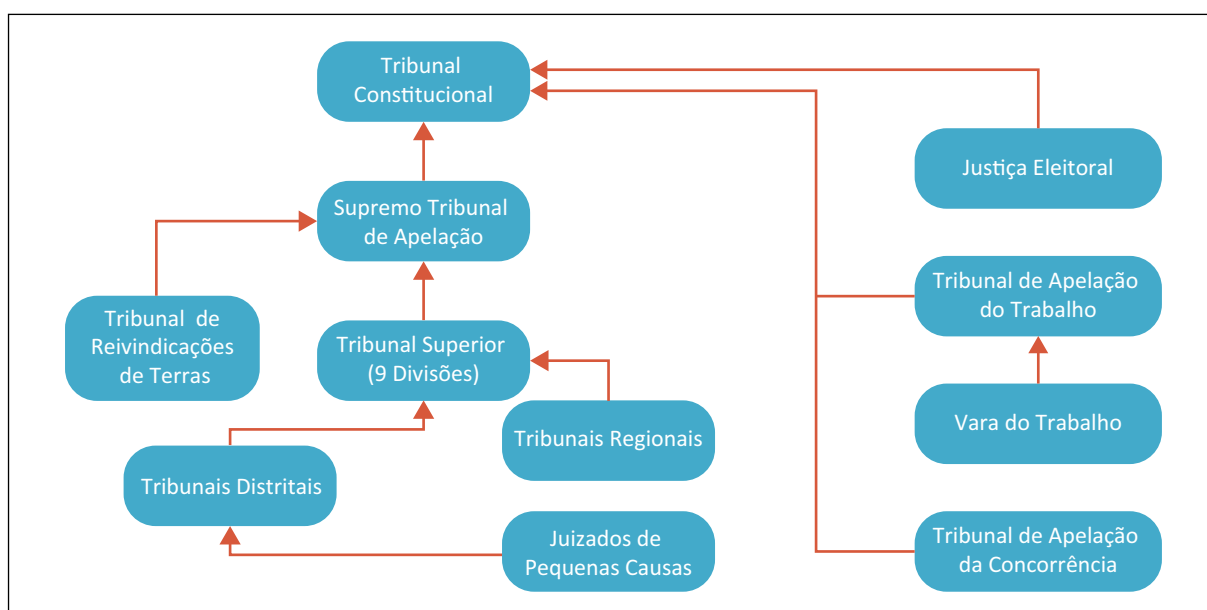 Tribunal
Constitucional
Justiça Eleitoral
Supremo Tribunal
de Apelação
Tribunal de Apelação
do Trabalho
Tribunal de
Reivindicações
de Terras
Tribunal Superior
(9 Divisões)
Tribunais Regionais
Vara do Trabalho
Tribunais Distritais
Juizados de
Pequenas Causas
Tribunal de Apelação
da Concorrência